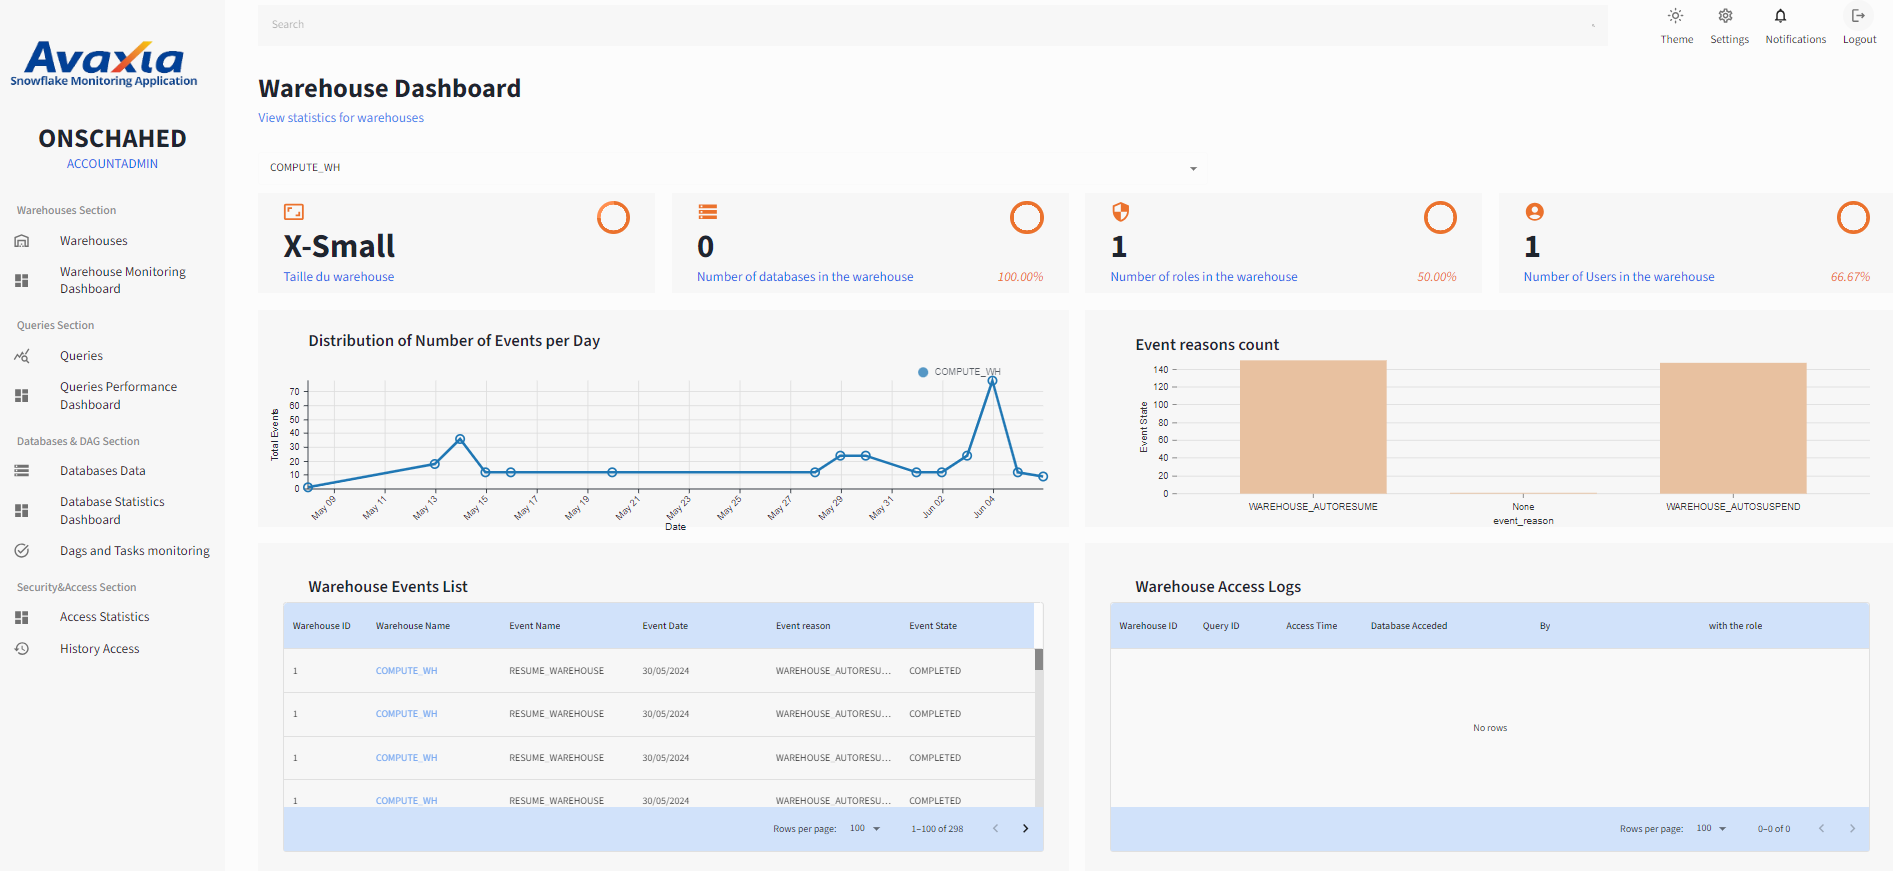 Search
Theme
Settings
Notifications
Logout
Avaxia
Snowflake Monitoring Application
ONSCHAHED
ACCOUNTADMIN
Warehouses Section
Warehouses
Warehouse Monitoring
Dashboard
Queries Section
Queries
Queries Performance
Dashboard
Databases & DAG Section
Databases Data
Database Statistics
Dashboard
Dags and Tasks monitoring
Security&Access Section
Access Statistics
History Access
Warehouse Dashboard
View statistics for warehouses
COMPUTE_WH
X-Small
Taille du warehouse
0
Number of databases in the warehouse 100.00%
1
Number of roles in the warehouse 50.00%
1
Number of Users in the warehouse 66.67%
Distribution of Number of Events per Day
COMPUTE_WH
Total Events
70
60
50
40
30
20
10
0
May 09 May 11 May 13 May 15 May 17 May 19 May 21 May 23 May 25 May 27 May 29 May 31 Jun 02 Jun 04
Date
Event reasons count
Event State
140
120
100
80
60
40
20
0
WAREHOUSE_AUTORESUME None WAREHOUSE_AUTOSUSPEND
event_reason
Warehouse Events List
Warehouse ID Warehouse Name Event Name Event Date Event reason Event State
1 COMPUTE_WH RESUME_WAREHOUSE 30/05/2024 WAREHOUSE_AUTORESU... COMPLETED
1 COMPUTE_WH RESUME_WAREHOUSE 30/05/2024 WAREHOUSE_AUTORESU... COMPLETED
1 COMPUTE_WH RESUME_WAREHOUSE 30/05/2024 WAREHOUSE_AUTORESU... COMPLETED
1 COMPUTE_WH RESUME_WAREHOUSE 30/05/2024 WAREHOUSE_AUTORESU... COMPLETED
Rows per page: 100 1–100 of 298
Warehouse Access Logs
Warehouse ID Query ID Access Time Database Acceded By with the role
No rows
Rows per page: 100 0–0 of 0